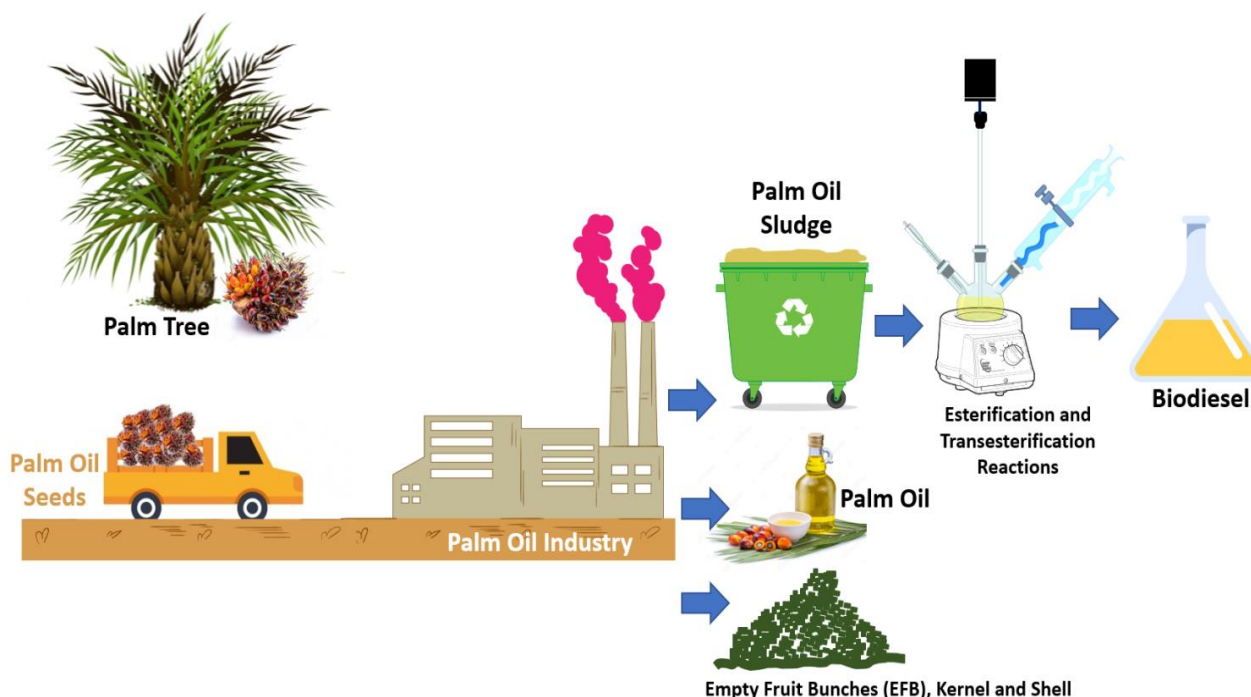 Palm Tree
Palm Oil
Seeds
Palm Oil Industry
Palm Oil
Sludge
Palm Oil
Empty Fruit Bunches (EFB), Kernel and Shell
Esterification and
Transesterification
Reactions
Biodiesel